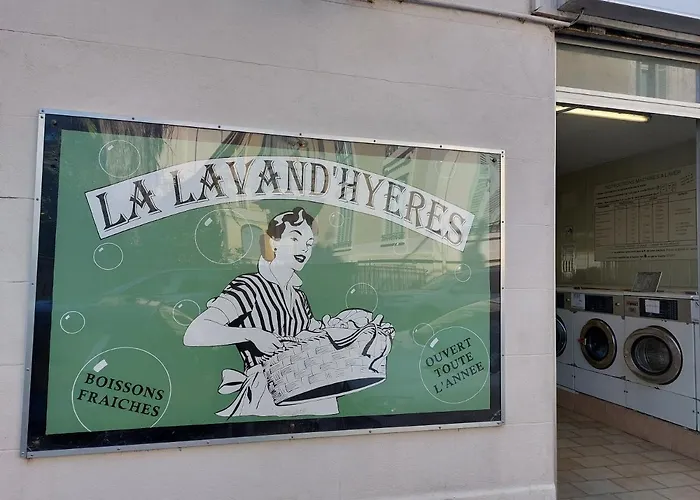 LA LAVAND'HYERES
BOISSONS
FRAICHES
OUVERT
TOUTE
L'ANNEE